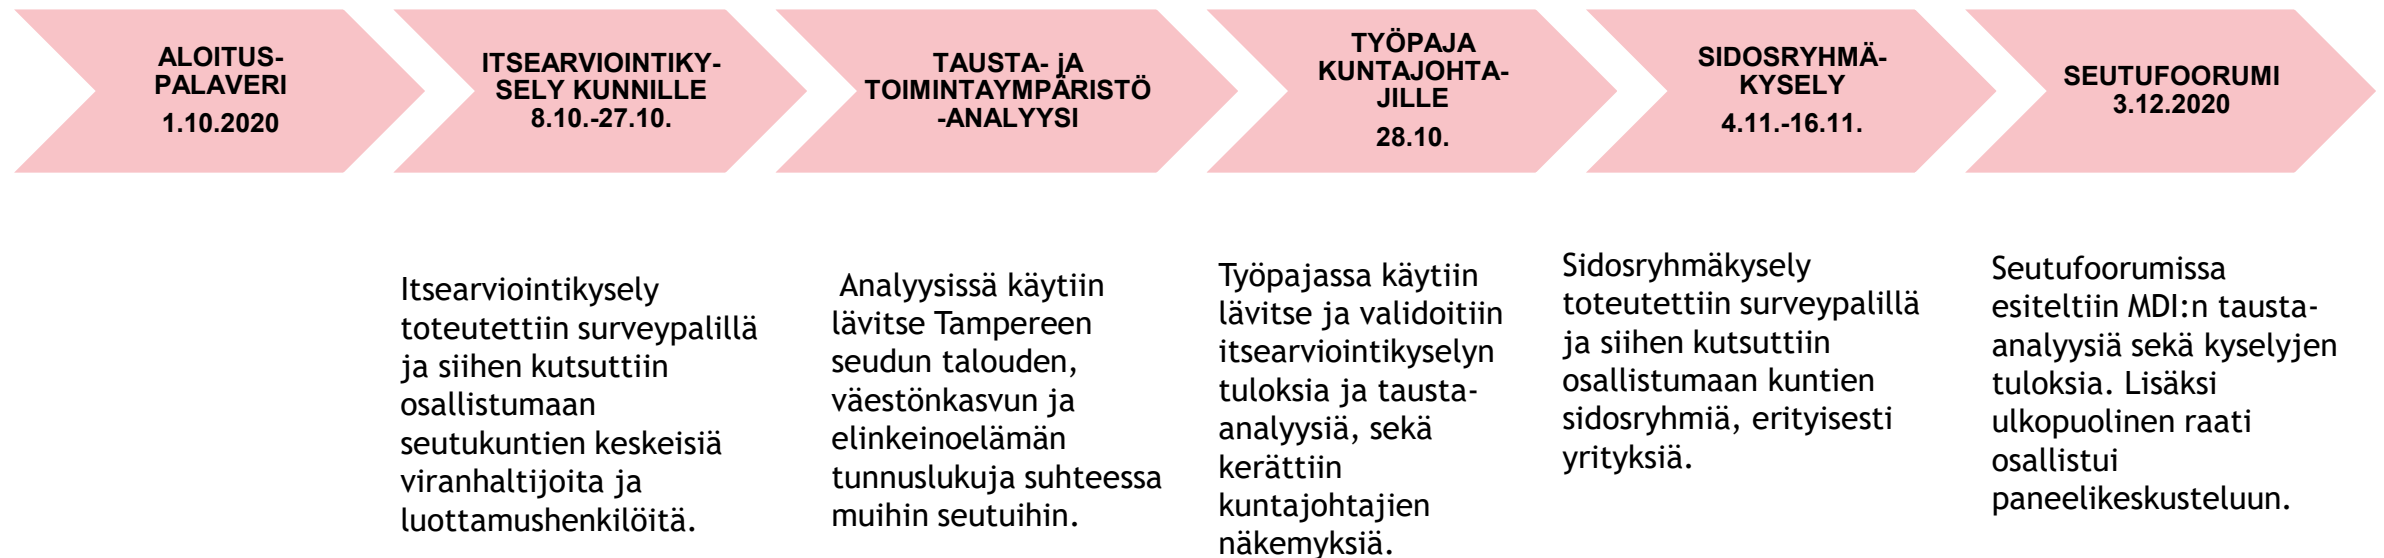 ALOITUS-
PALAVERI
1.10.2020
ITSEARVIOINTIKY-
SELY KUNNILLE
8.10.-27.10.
TAUSTA- jA
TOIMINTAYMPÄRISTÖ
-ANALYYSI
TYÖPAJA
KUNTAJOHTA-
JILLE
28.10.
SIDOSRYHMÄ-
KYSELY
4.11.-16.11.
SEUTUFOORUMI
3.12.2020
Itsearviointikysely
toteutettiin surveypalillä
ja siihen kutsuttiin
osallistumaan
seutukuntien keskeisiä
viranhaltijoita ja
luottamushenkilöitä.
Analyysissä käytiin
lävitse Tampereen
seudun talouden,
väestönkasvun ja
elinkeinoelämän
tunnuslukuja suhteessa
muihin seutuihin.
Työpajassa käytiin
lävitse ja validoitiin
itsearviointikyselyn
tuloksia ja tausta-
analyysiä, sekä
kerättiin
kuntajohtajien
näkemyksiä.
Sidosryhmäkysely
toteutettiin surveypalillä
ja siihen kutsuttiin
osallistumaan kuntien
sidosryhmiä, erityisesti
yrityksiä.
Seutufoorumissa
esiteltiin MDI:n tausta-
analyysiä sekä kyselyjen
tuloksia. Lisäksi
ulkopuolinen raati
osallistui
paneelikeskusteluun.